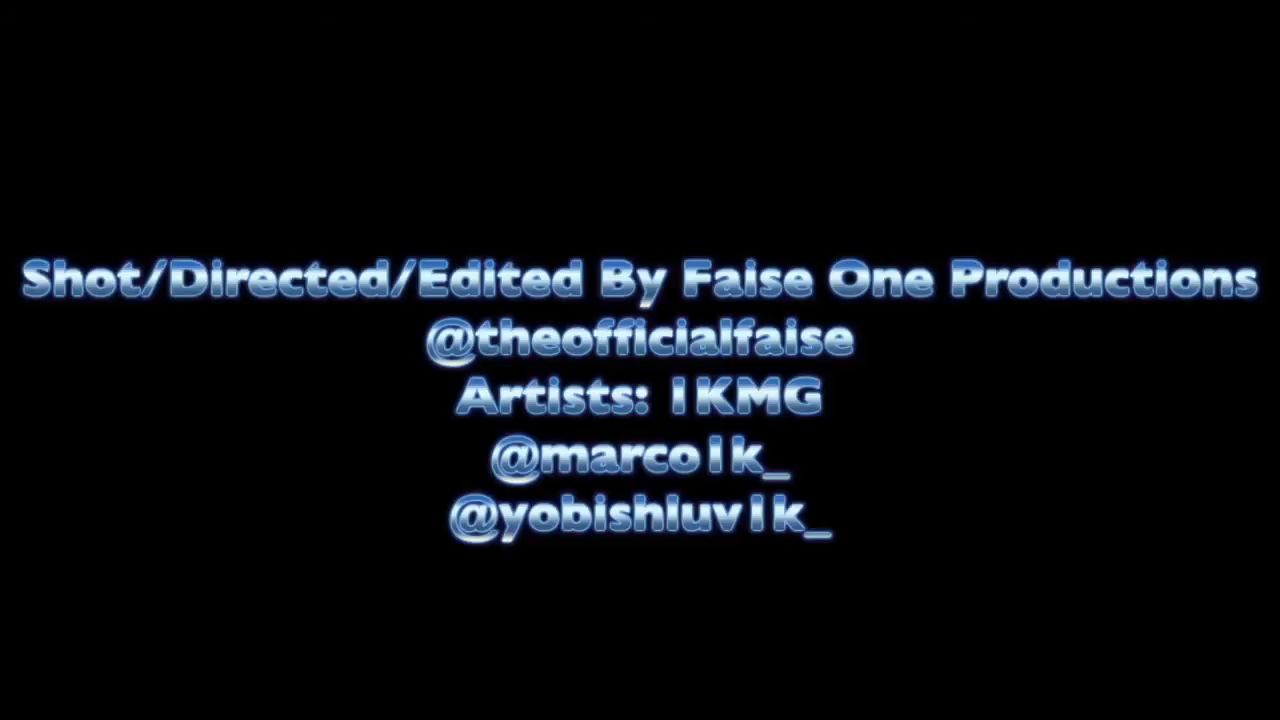 Shot/Directed/Edited By Faise One Productions
@theofficialfaise
Artists: 1KMG
@marco1k_
@yobishluv1k_